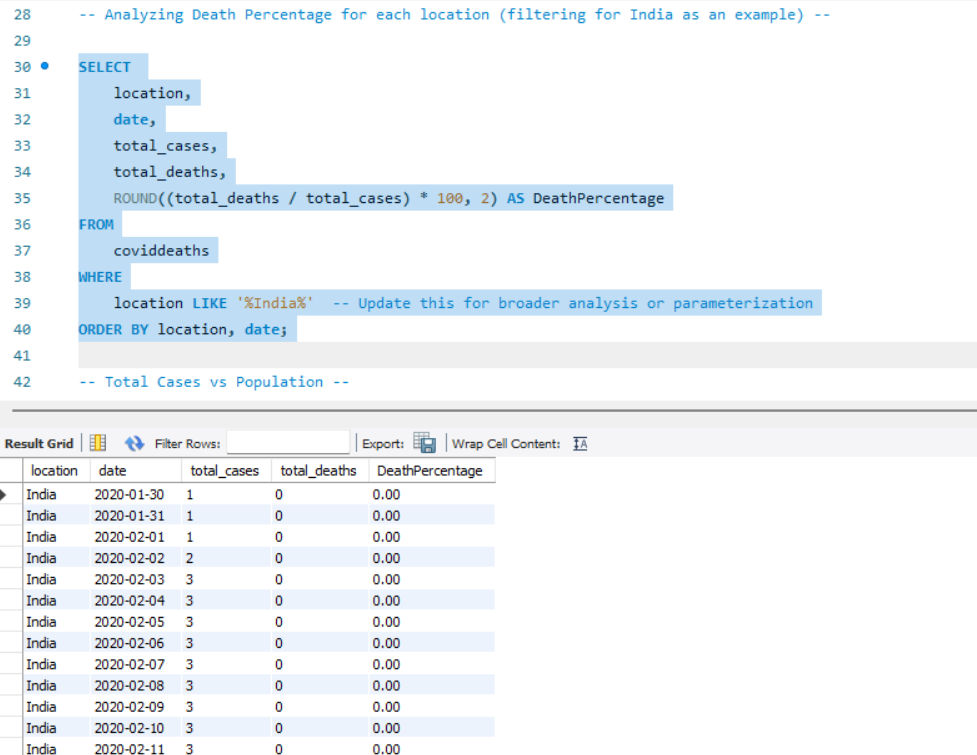 28 -- Analyzing Death Percentage for each location (filtering for India as an example) --
29
30 SELECT
31 location,
32 date,
33 total_cases,
34 total_deaths,
35 ROUND((total_deaths / total_cases) * 100, 2) AS DeathPercentage
36 FROM
37 coviddeaths
38 WHERE
39 location LIKE '%India%' -- Update this for broader analysis or parameterization
40 ORDER BY location, date;
41
42 -- Total Cases vs Population --
Result Grid Filter Rows: Export: Wrap Cell Content:
location date total_cases total_deaths DeathPercentage
India 2020-01-30 1 0 0.00
India 2020-01-31 1 0 0.00
India 2020-02-01 1 0 0.00
India 2020-02-02 2 0 0.00
India 2020-02-03 3 0 0.00
India 2020-02-04 3 0 0.00
India 2020-02-05 3 0 0.00
India 2020-02-06 3 0 0.00
India 2020-02-07 3 0 0.00
India 2020-02-08 3 0 0.00
India 2020-02-09 3 0 0.00
India 2020-02-10 3 0 0.00
India 2020-02-11 3 0 0.00